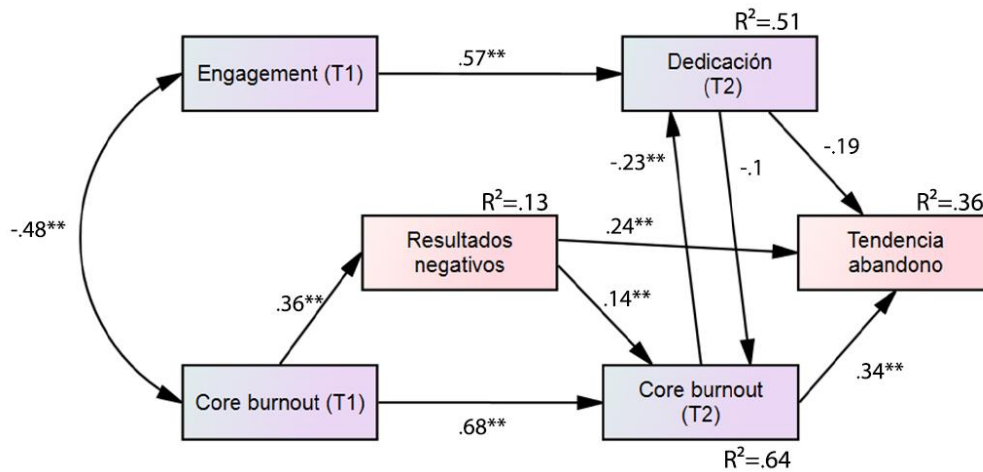 R²=.51
Engagement (T1)
.57**
Dedicación
(T2)
-.48**
-.23**
-.1
-.19
R²=.13
R²=.36
Resultados
negativos
.24**
Tendencia
abandono
.36**
.14**
Core burnout (T1)
.68**
Core burnout
(T2)
.34**
R²=.64